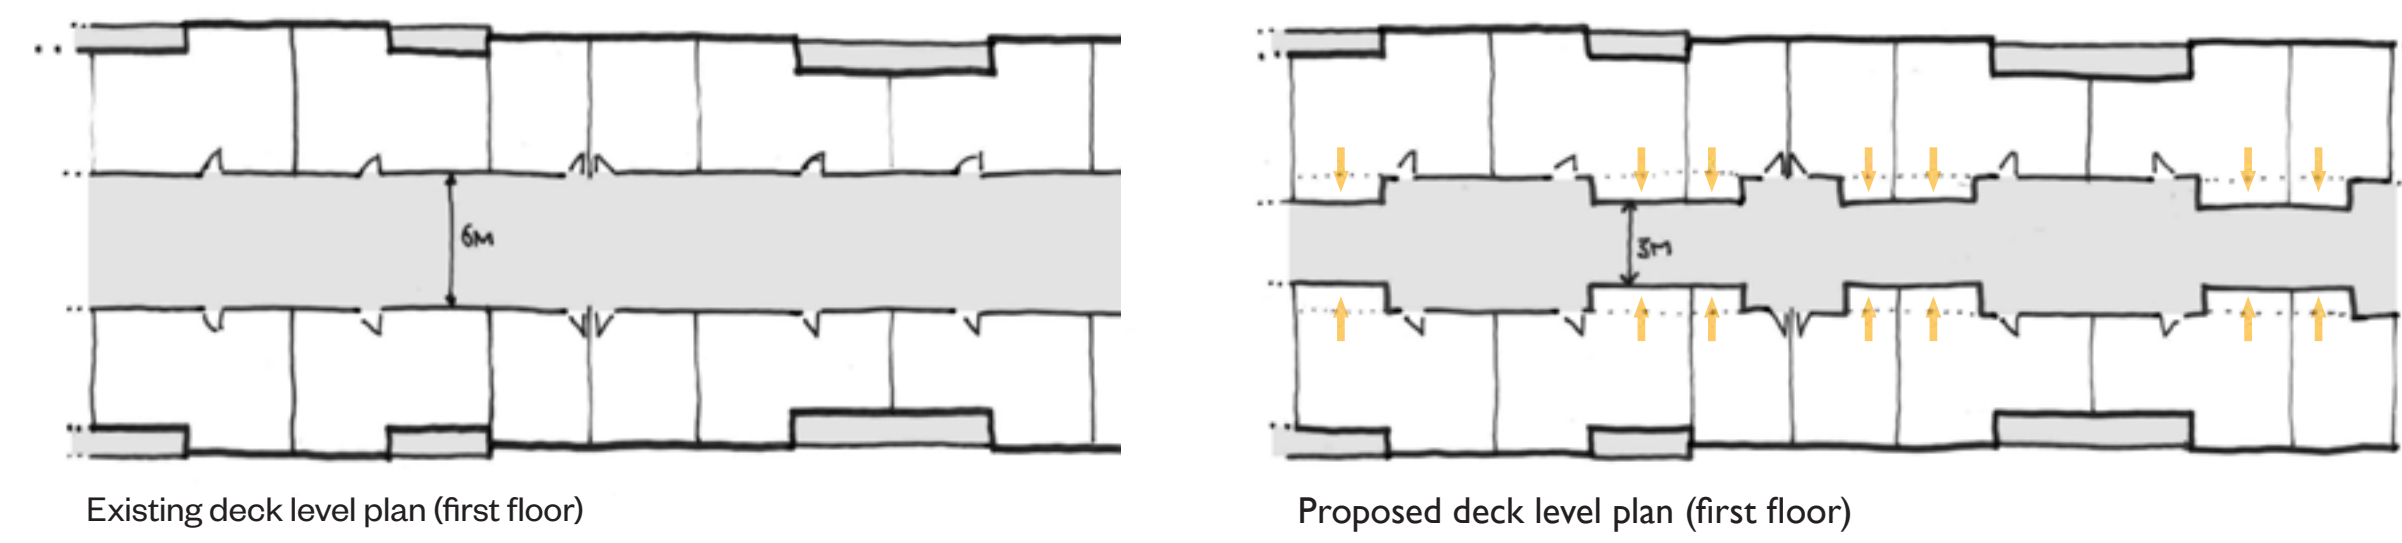 6M
3M
Existing deck level plan (first floor)
Proposed deck level plan (first floor)